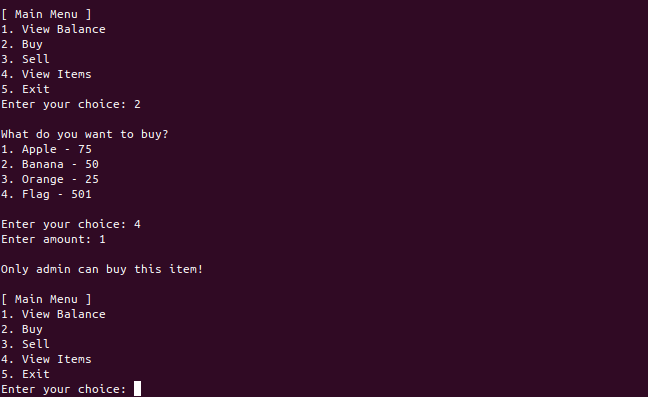 [ Main Menu ]
1. View Balance
2. Buy
3. Sell
4. View Items
5. Exit
Enter your choice: 2
What do you want to buy?
1. Apple - 75
2. Banana - 50
3. Orange - 25
4. Flag - 501
Enter your choice: 4
Enter amount: 1
Only admin can buy this item!
[ Main Menu ]
1. View Balance
2. Buy
3. Sell
4. View Items
5. Exit
Enter your choice: